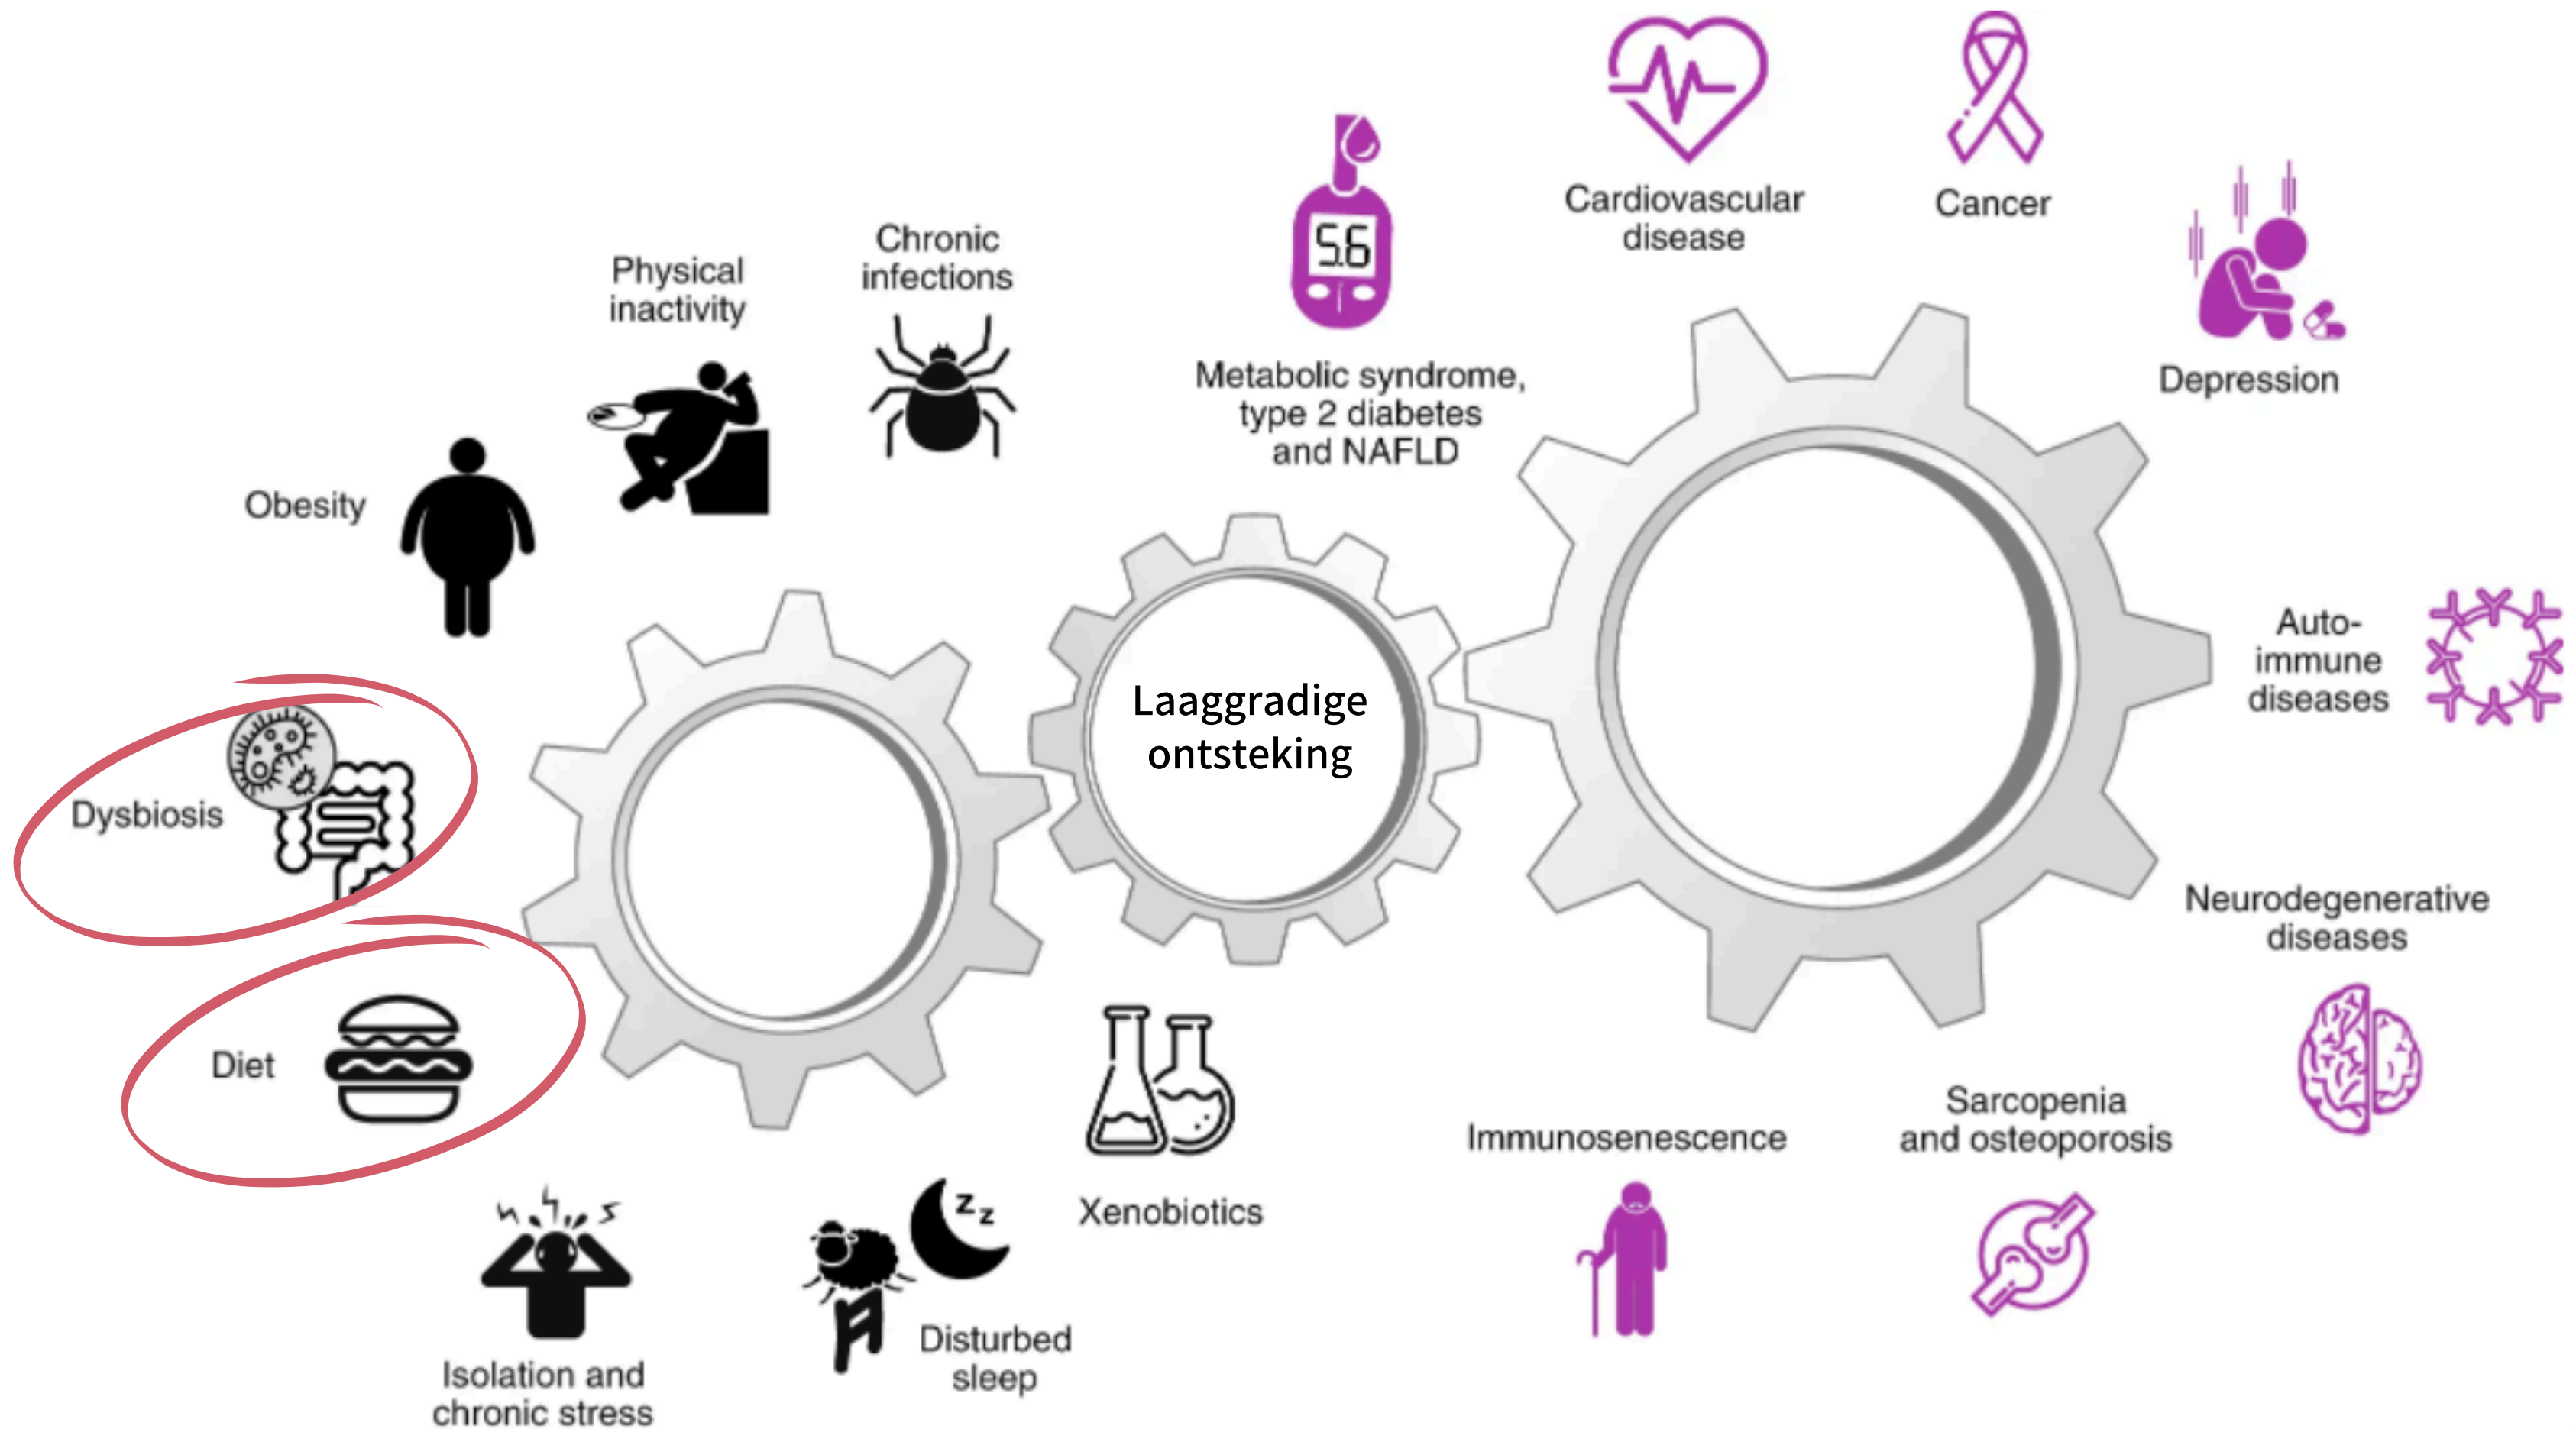 Cardiovascular
disease
Cancer
Depression
5.6
Metabolic syndrome,
type 2 diabetes
and NAFLD
Chronic
infections
Physical
inactivity
Obesity
Dysbiosis
Diet
Laaggradige
ontsteking
Auto-
immune
diseases
Neurodegenerative
diseases
Sarcopenia
and osteoporosis
Immunosenescence
Xenobiotics
z z
Disturbed
sleep
Isolation and
chronic stress